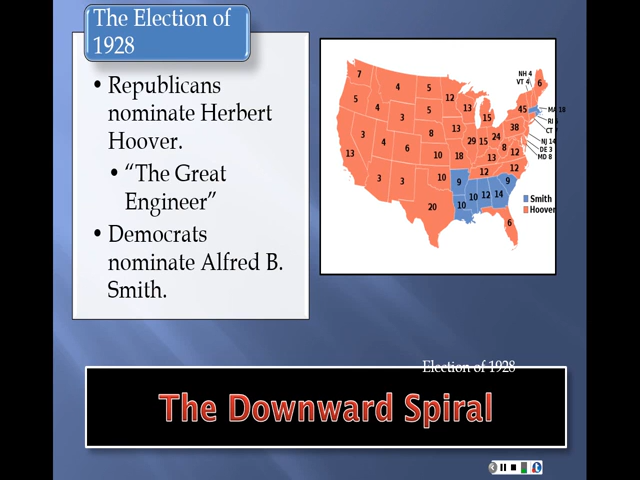 The Election of
1928
• Republicans
nominate Herbert
Hoover.
• “The Great
Engineer”
• Democrats
nominate Alfred B.
Smith.
7
4
5
12
5
4
3
5
13
15
NH 4
VT 4
6
45
MA 18
RI
CT
NJ 14
DE 3
MD 8
3
4
6
8
13
29
15
24
38
8
12
13
3
3
10
10
18
13
12
12
20
9
10
10
12
14
9
6
Smith
Hoover
Election of 1928
The Downward Spiral